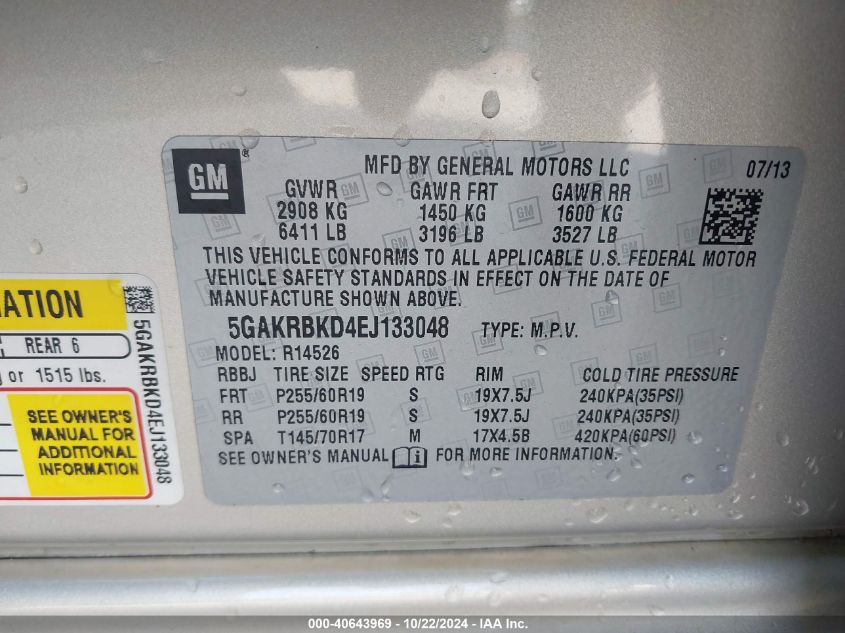 GM ®
MFD BY GENERAL MOTORS LLC 07/13
GVWR GAWR FRT GAWR RR
2908 KG 1450 KG 1600 KG
6411 LB 3196 LB 3527 LB
THIS VEHICLE CONFORMS TO ALL APPLICABLE U.S. FEDERAL MOTOR
VEHICLE SAFETY STANDARDS IN EFFECT ON THE DATE OF
MANUFACTURE SHOWN ABOVE.
5GAKRBKD4EJ133048 TYPE: M.P.V.
MODEL: R14526
RBBJ TIRE SIZE SPEED RTG RIM COLD TIRE PRESSURE
FRT P255/60R19 S 19X7.5J 240KPA(35PSI)
RR P255/60R19 S 19X7.5J 240KPA(35PSI)
SPA T145/70R17 M 17X4.5B 420KPA(60PSI)
SEE OWNER'S MANUAL i FOR MORE INFORMATION.
REAR 6
or 1515 lbs.
SEE OWNER'S
MANUAL FOR
ADDITIONAL
INFORMATION
5GAKRBKD4EJ133048
000-40643969 - 10/22/2024 - IAA Inc.